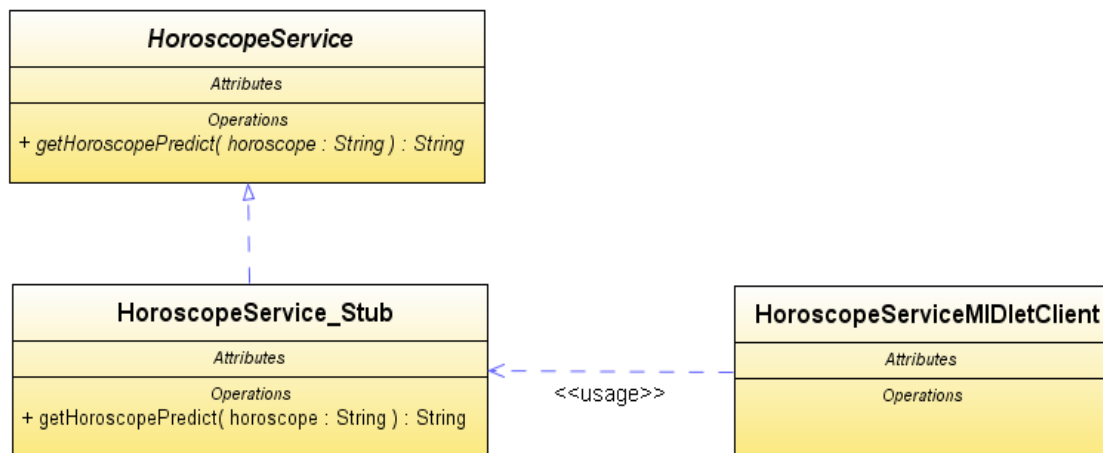 HoroscopeService
Attributes
Operations
+ getHoroscopePredict( horoscope : String ) : String
HoroscopeService_Stub
Attributes
Operations
+ getHoroscopePredict( horoscope : String ) : String
<<usage>>
HoroscopeServiceMIDletClient
Attributes
Operations